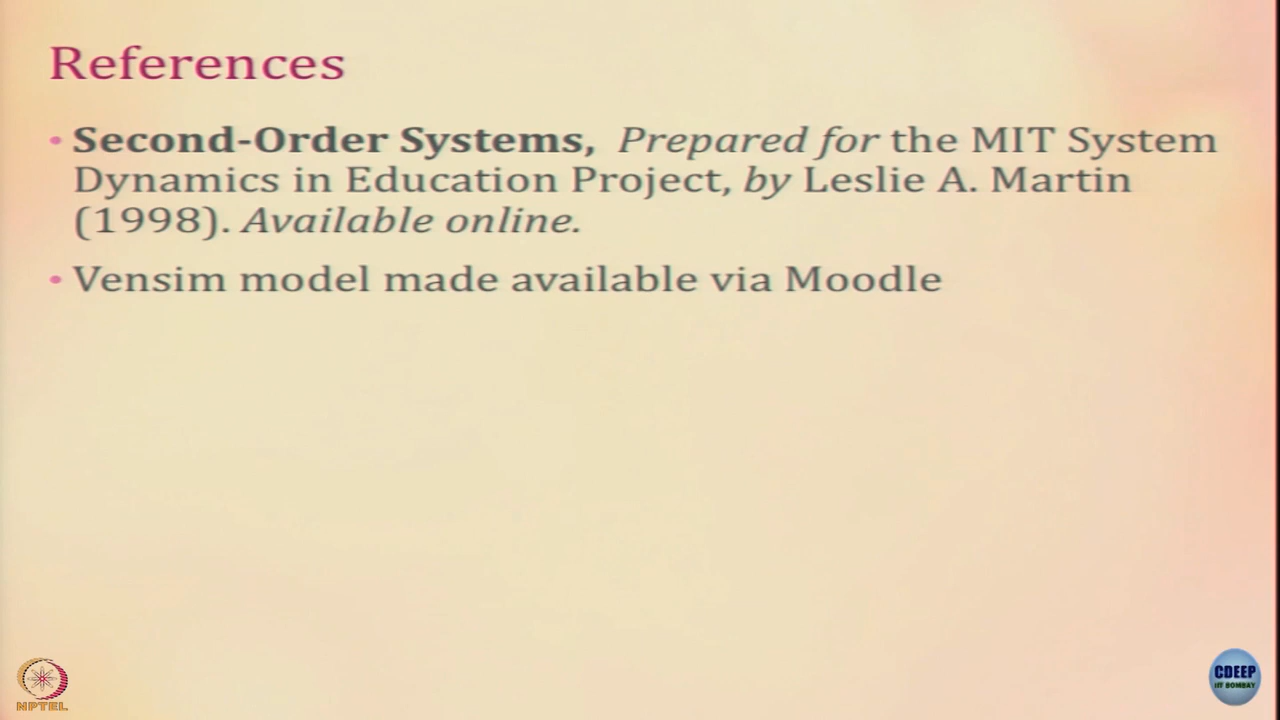 References
• Second-Order Systems, Prepared for the MIT System
Dynamics in Education Project, by Leslie A. Martin
(1998). Available online.
• Vensim model made available via Moodle
NPTEL
CDEEP
IIT BOMBAY